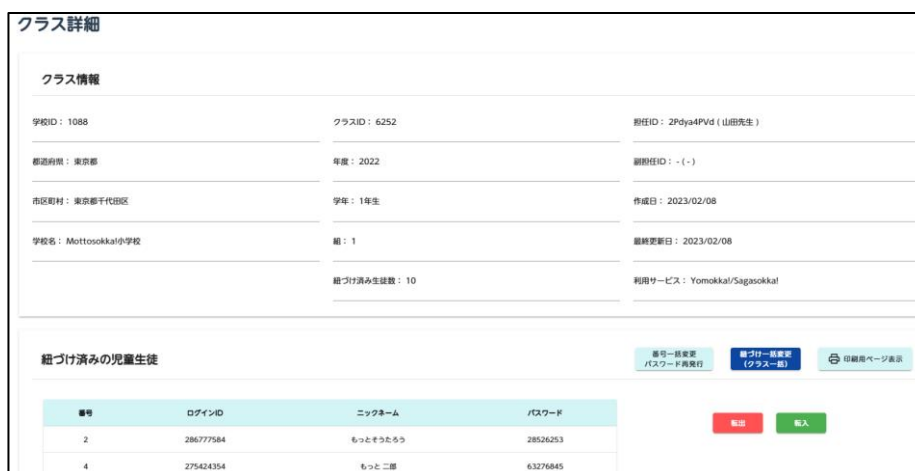 クラス詳細
クラス情報
学校ID： 1088
クラスID： 6252
担任ID： 2Pdya4PVd ( 山田先生 )
都道府県： 東京都
年度： 2022
副担任ID： - ( - )
市区町村： 東京都千代田区
学年： 1年生
作成日： 2023/02/08
学校名： Mottosokka!小学校
組： 1
最終更新日： 2023/02/08
紐づけ済み生徒数： 10
利用サービス： Yomokka!/Sagasokka!
紐づけ済みの児童生徒
番号一括変更
パスワード再発行
紐づけ一括変更
(クラス一括)
印刷用ページ表示
番号 ログインID ニックネーム パスワード
転出 転入
2 286777584 もっとそうたろう 28526253
4 275424354 もっと 二郎 63276845